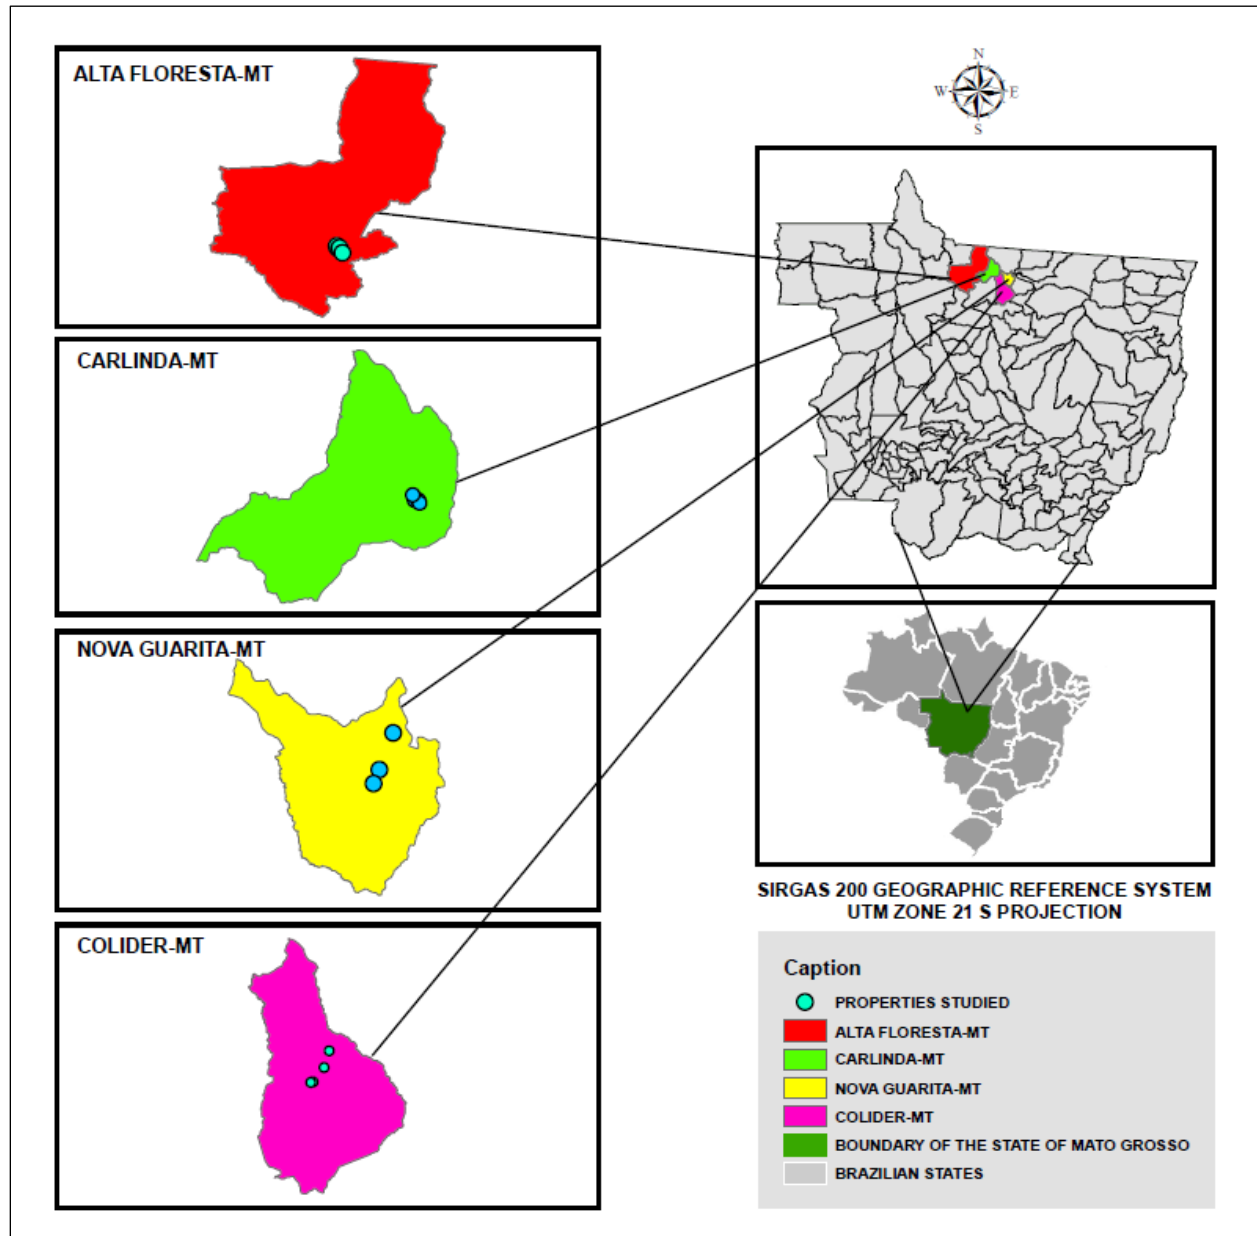 ALTA FLORESTA-MT
CARLINDA-MT
NOVA GUARITA-MT
COLIDER-MT
N
W E
S
SIRGAS 200 GEOGRAPHIC REFERENCE SYSTEM
UTM ZONE 21 S PROJECTION
Caption
PROPERTIES STUDIED
ALTA FLORESTA-MT
CARLINDA-MT
NOVA GUARITA-MT
COLIDER-MT
BOUNDARY OF THE STATE OF MATO GROSSO
BRAZILIAN STATES